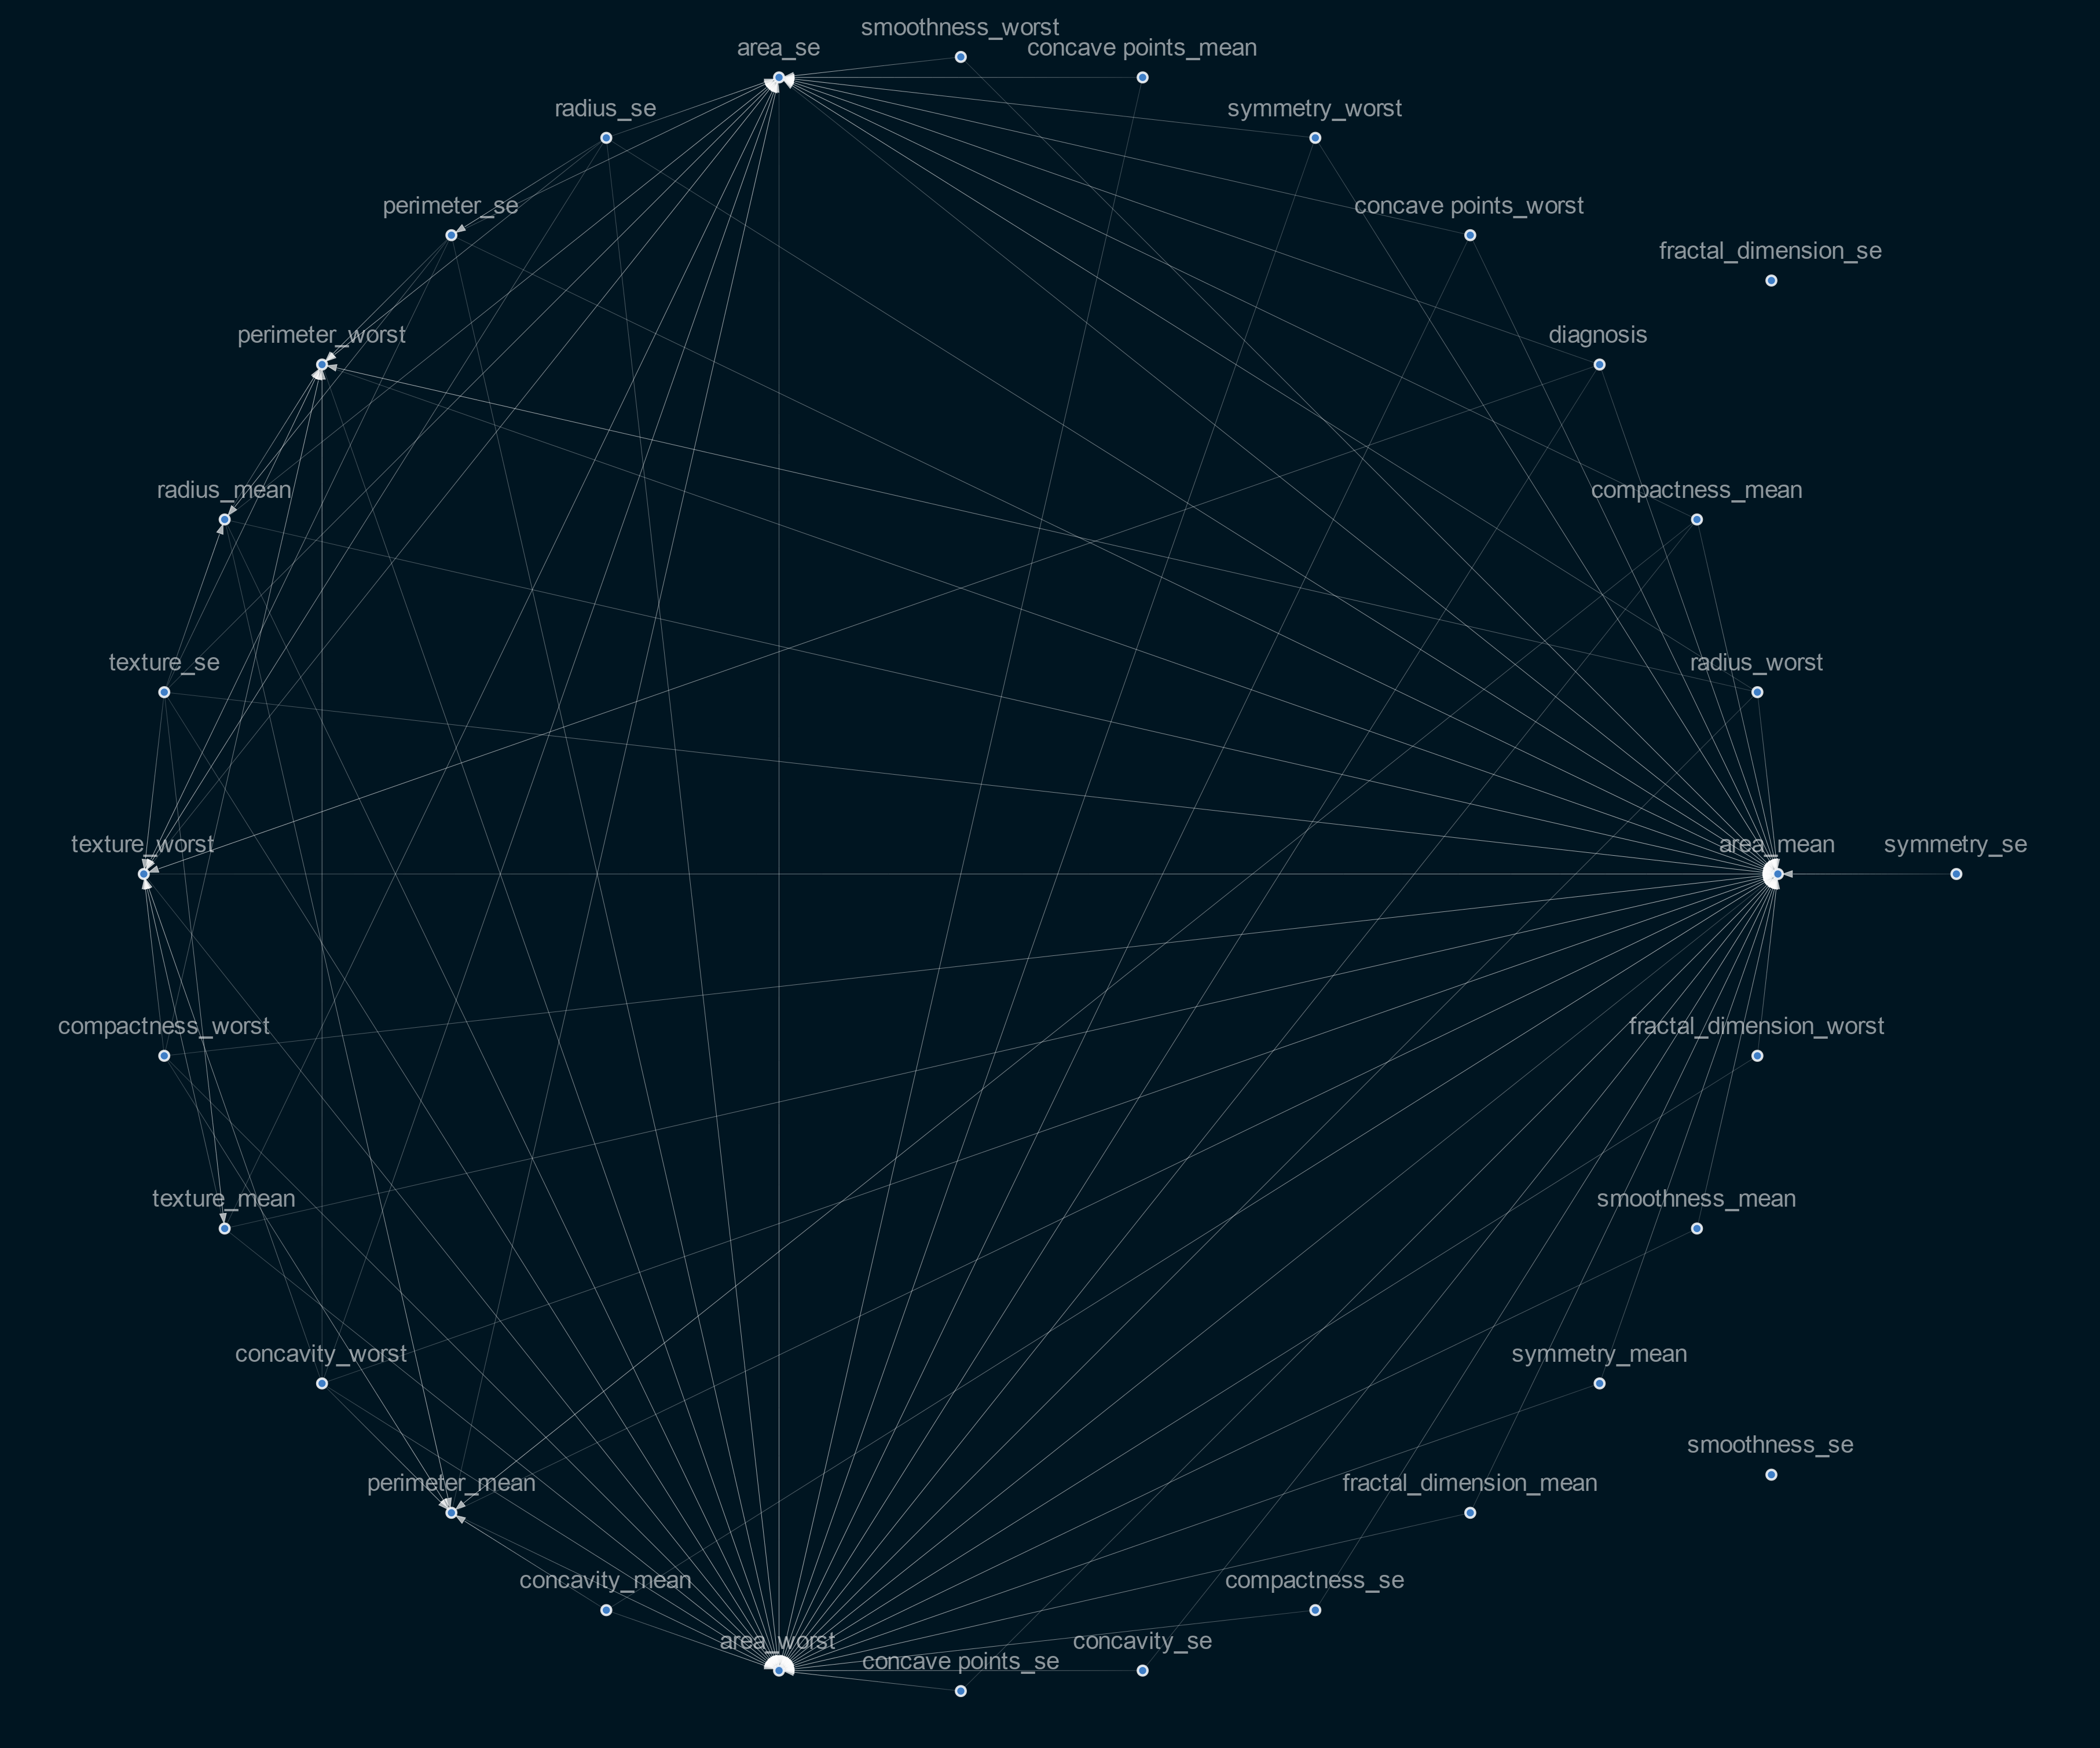 smoothness_worst
area_se
concave points_mean
radius_se
symmetry_worst
perimeter_se
concave points_worst
fractal_dimension_se
perimeter_worst
diagnosis
radius_mean
compactness_mean
texture_se
radius_worst
texture_worst
area_mean
symmetry_se
compactness_worst
fractal_dimension_worst
texture_mean
smoothness_mean
concavity_worst
symmetry_mean
smoothness_se
perimeter_mean
fractal_dimension_mean
concavity_mean
compactness_se
area_worst
concavity_se
concave points_se